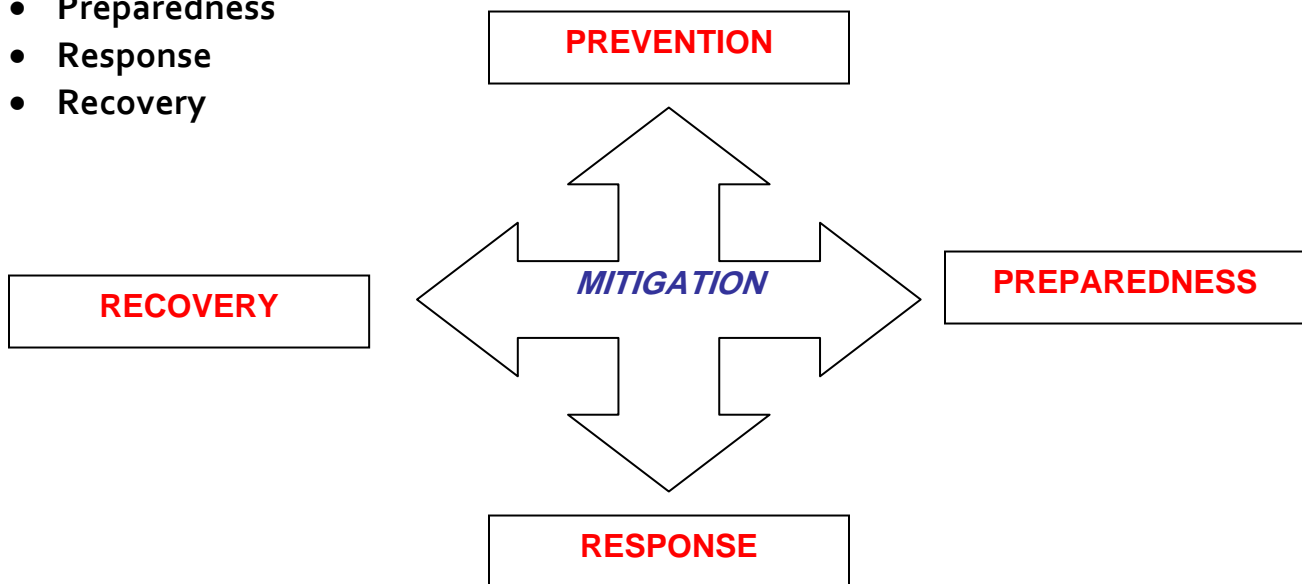 • Preparedness
• Response
• Recovery
PREVENTION
MITIGATION
RECOVERY
PREPAREDNESS
RESPONSE